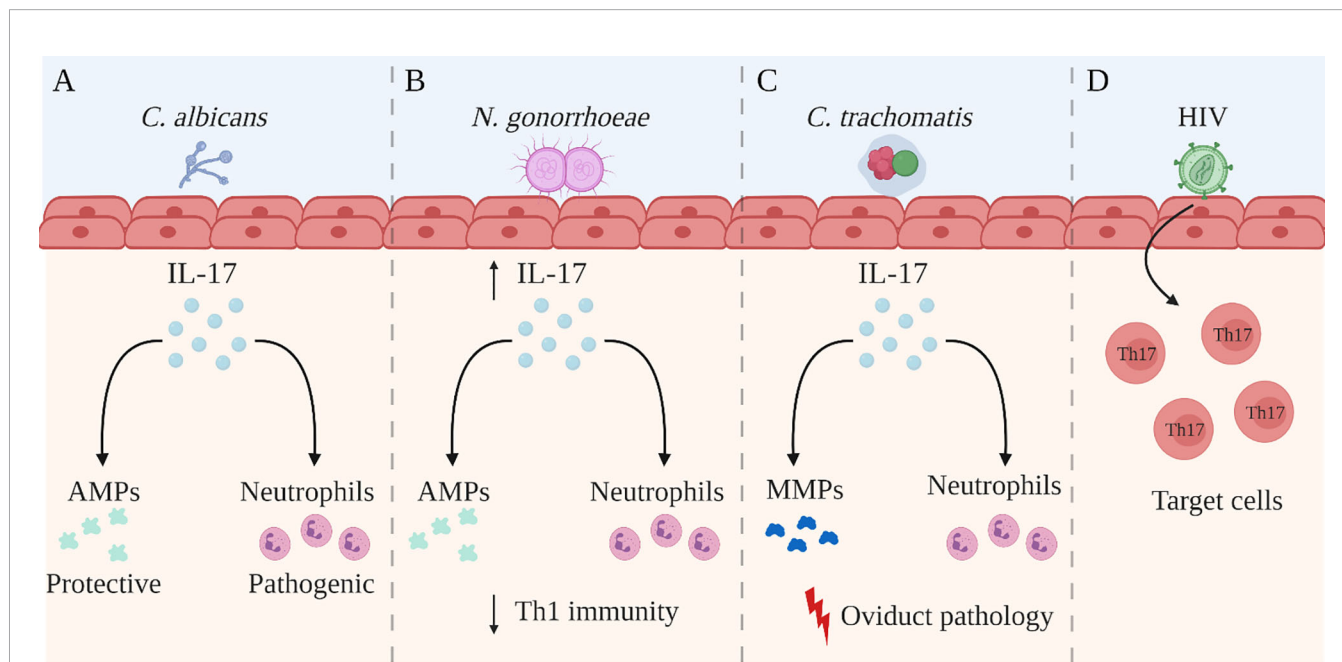 A
C. albicans
IL-17
AMPs
Neutrophils
Protective
Pathogenic
B
N. gonorrhoeae
IL-17
AMPs
Neutrophils
Th1 immunity
C
C. trachomatis
IL-17
MMPs
Neutrophils
Oviduct pathology
D
HIV
Th17
Th17
Th17
Th17
Target cells